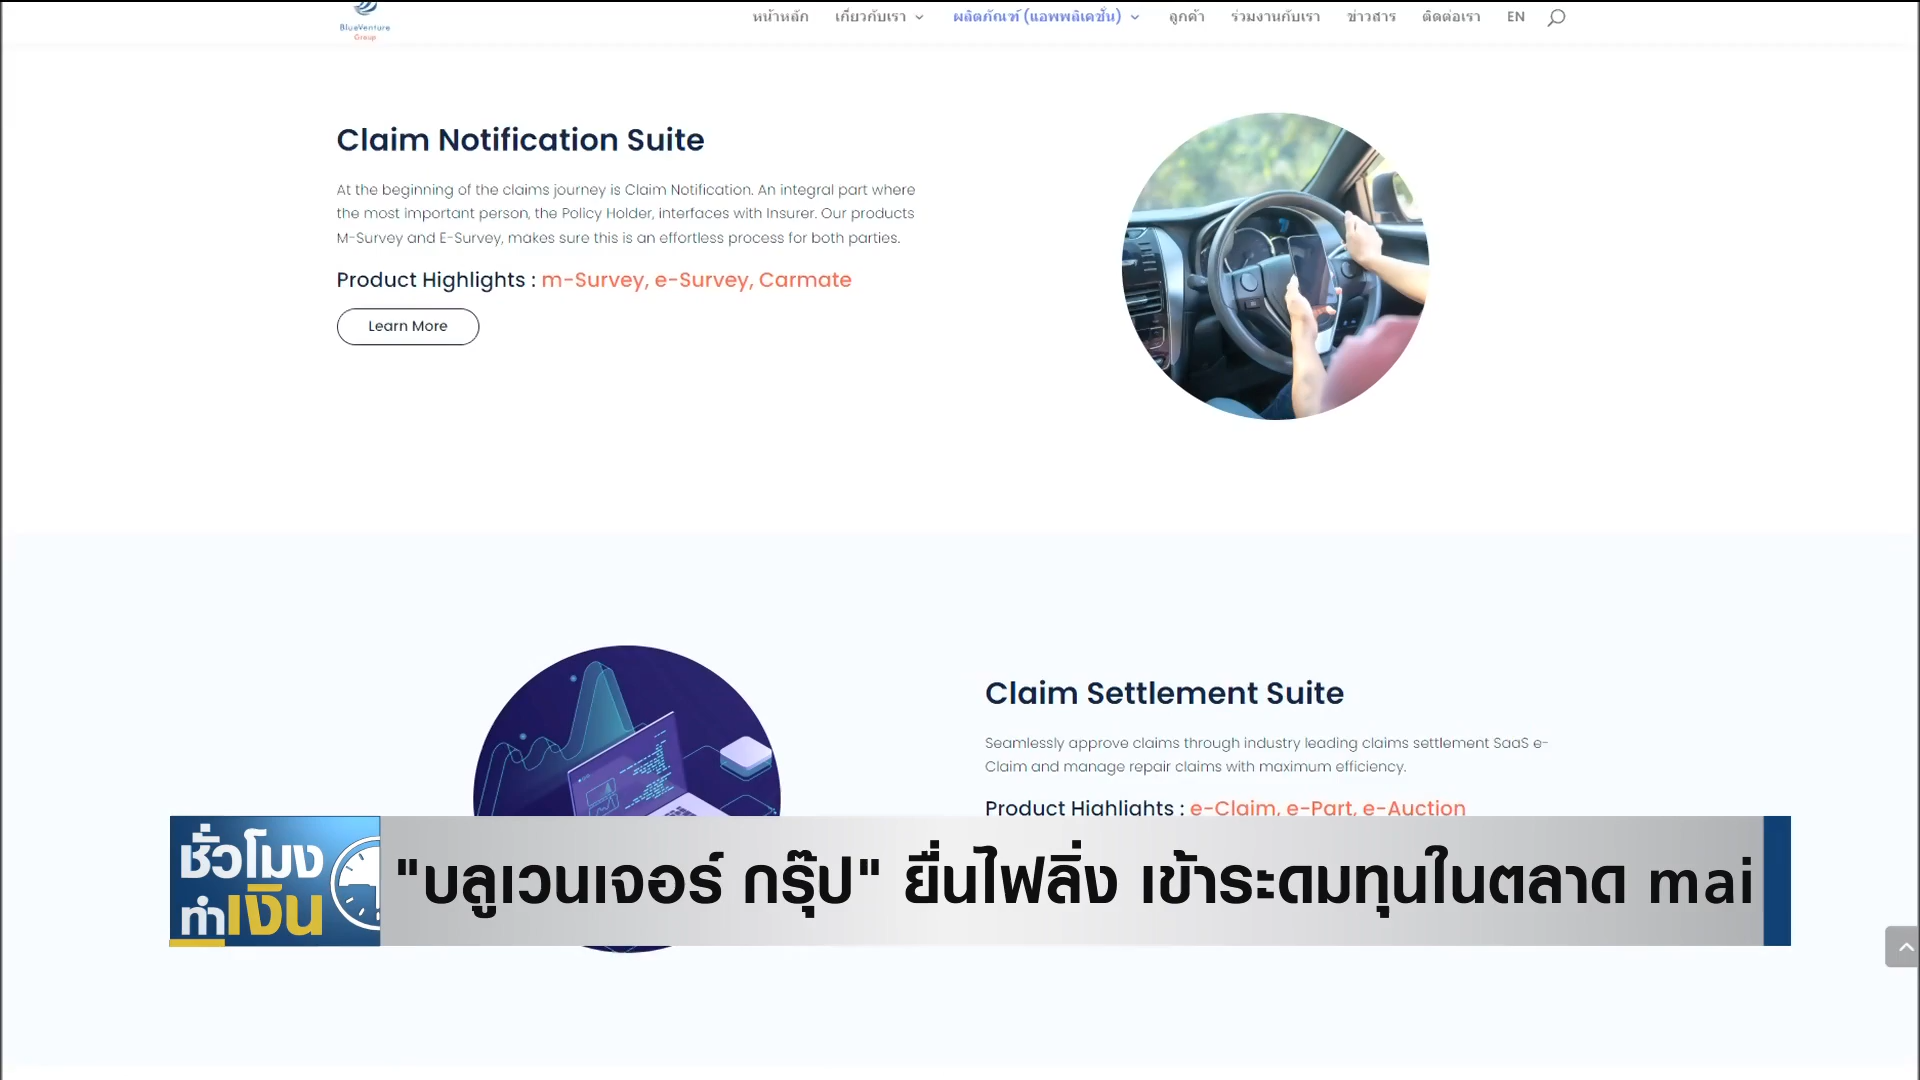 BlueVenture
Group
หน้าหลัก เกี่ยวกับเรา ผลิตภัณฑ์ (แอพพลิเคชั่น) ลูกค้า ร่วมงานกับเรา ข่าวสาร ติดต่อเรา EN
Claim Notification Suite
At the beginning of the claims journey is Claim Notification. An integral part where
the most important person, the Policy Holder, interfaces with Insurer. Our products
M-Survey and E-Survey, makes sure this is an effortless process for both parties.
Product Highlights : m-Survey, e-Survey, Carmate
Learn More
Claim Settlement Suite
Seamlessly approve claims through industry leading claims settlement SaaS e-
Claim and manage repair claims with maximum efficiency.
Product Highlights : e-Claim, e-Part, e-Auction
ชั่วโมง
ทำเงิน
"บลูเวนเจอร์ กรุ๊ป" ยื่นไฟลิ่ง เข้าระดมทุนในตลาด mai